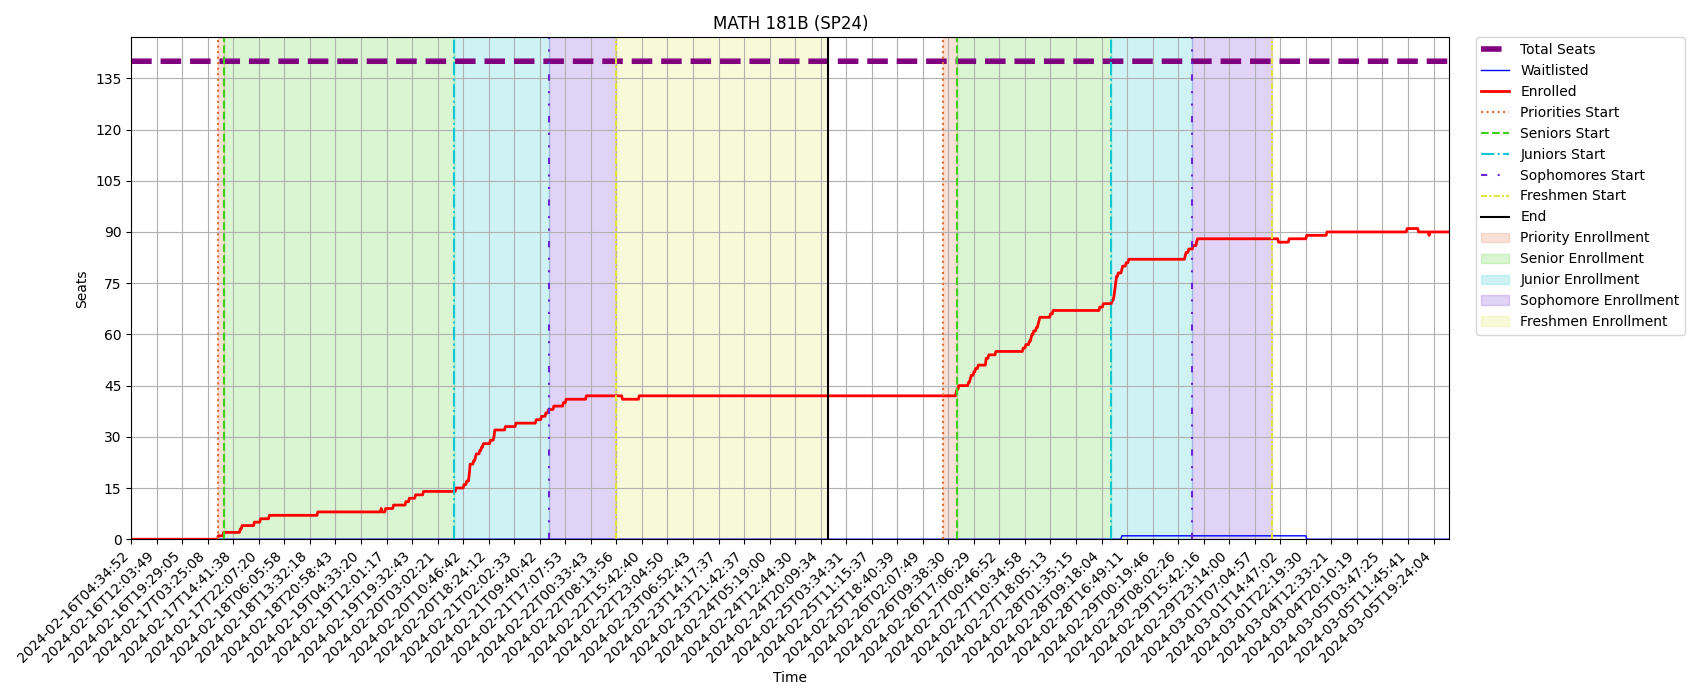 MATH 181B (SP24)
135
120
105
90
75
60
45
30
15
0
Seats
2024-02-16T04:34:52
2024-02-16T12:03:49
2024-02-16T19:29:05
2024-02-17T03:25:08
2024-02-17T14:41:38
2024-02-17T22:07:20
2024-02-18T06:05:58
2024-02-18T13:32:18
2024-02-18T20:58:43
2024-02-19T04:33:20
2024-02-19T12:01:17
2024-02-19T19:32:43
2024-02-20T03:02:21
2024-02-20T10:46:42
2024-02-20T18:24:12
2024-02-21T02:02:33
2024-02-21T09:40:42
2024-02-21T17:07:53
2024-02-22T00:33:43
2024-02-22T08:13:56
2024-02-22T15:42:40
2024-02-22T23:04:50
2024-02-23T06:52:43
2024-02-23T14:17:37
2024-02-23T21:42:37
2024-02-24T05:19:00
2024-02-24T12:44:30
2024-02-24T20:09:34
2024-02-25T03:34:31
2024-02-25T11:15:37
2024-02-25T18:40:39
2024-02-26T02:07:49
2024-02-26T09:38:30
2024-02-26T17:06:29
2024-02-27T00:46:52
2024-02-27T10:34:58
2024-02-27T18:05:13
2024-02-28T01:35:15
2024-02-28T09:18:04
2024-02-28T16:49:11
2024-02-29T00:19:46
2024-02-29T08:02:26
2024-02-29T15:42:16
2024-02-29T23:14:00
2024-03-01T07:04:57
2024-03-01T14:47:02
2024-03-01T22:19:30
2024-03-04T12:33:21
2024-03-04T20:10:19
2024-03-05T03:47:25
2024-03-05T11:45:41
2024-03-05T19:24:04
Time
Total Seats
Waitlisted
Enrolled
Priorities Start
Seniors Start
Juniors Start
Sophomores Start
Freshmen Start
End
Priority Enrollment
Senior Enrollment
Junior Enrollment
Sophomore Enrollment
Freshmen Enrollment